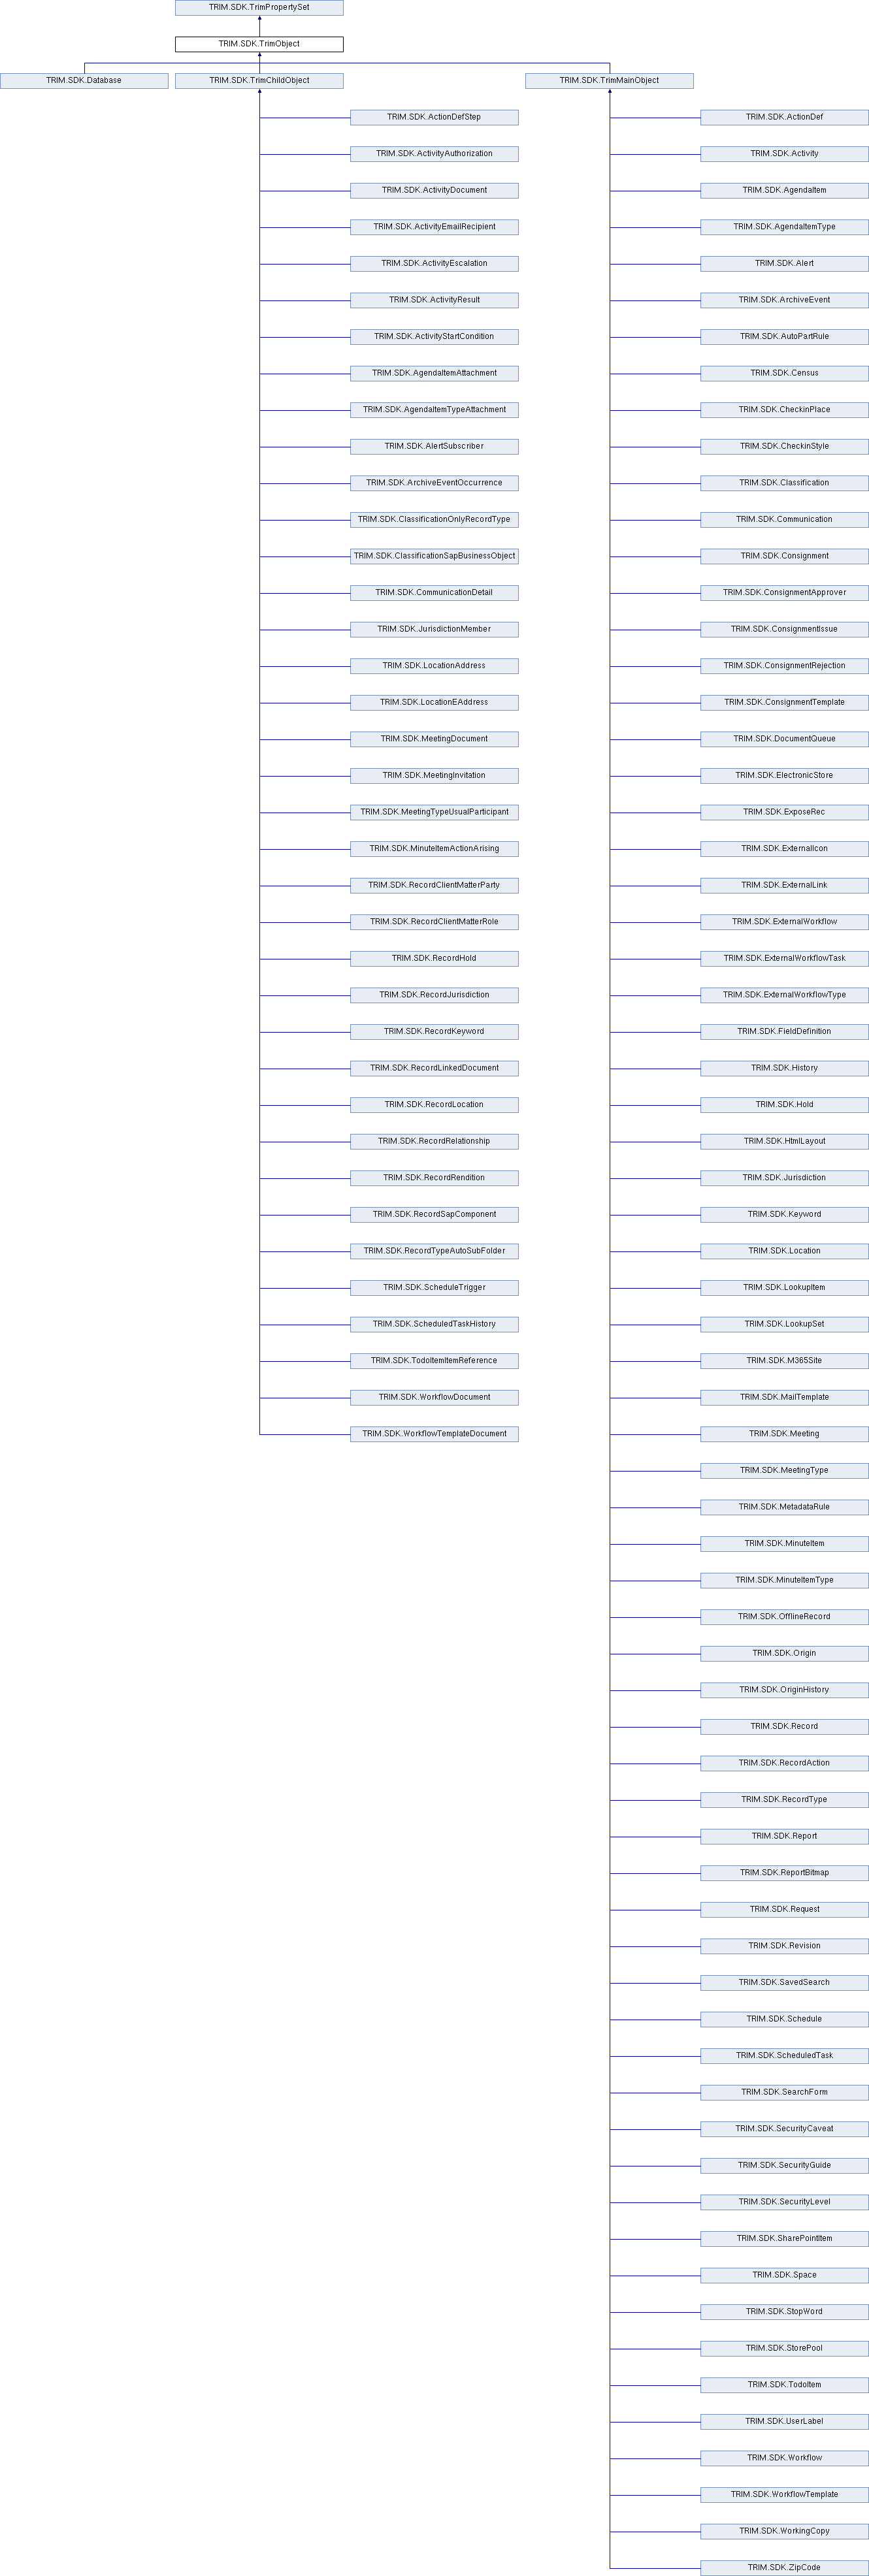 TRIM.SDK.TrimPropertySet
TRIM.SDK.TrimObject
TRIM.SDK.Database
TRIM.SDK.TrimChildObject
TRIM.SDK.TrimMainObject
TRIM.SDK.ActionDefStep
TRIM.SDK.ActivityAuthorization
TRIM.SDK.ActivityDocument
TRIM.SDK.ActivityEmailRecipient
TRIM.SDK.ActivityEscalation
TRIM.SDK.ActivityResult
TRIM.SDK.ActivityStartCondition
TRIM.SDK.AgendaItemAttachment
TRIM.SDK.AgendaItemTypeAttachment
TRIM.SDK.AlertSubscriber
TRIM.SDK.ArchiveEventOccurrence
TRIM.SDK.ClassificationOnlyRecordType
TRIM.SDK.ClassificationSapBusinessObject
TRIM.SDK.CommunicationDetail
TRIM.SDK.JurisdictionMember
TRIM.SDK.LocationAddress
TRIM.SDK.LocationEAddress
TRIM.SDK.MeetingDocument
TRIM.SDK.MeetingInvitation
TRIM.SDK.MeetingTypeUsualParticipant
TRIM.SDK.MinuteItemActionArising
TRIM.SDK.RecordClientMatterParty
TRIM.SDK.RecordClientMatterRole
TRIM.SDK.RecordHold
TRIM.SDK.RecordJurisdiction
TRIM.SDK.RecordKeyword
TRIM.SDK.RecordLinkedDocument
TRIM.SDK.RecordLocation
TRIM.SDK.RecordRelationship
TRIM.SDK.RecordRendition
TRIM.SDK.RecordSapComponent
TRIM.SDK.RecordTypeAutoSubFolder
TRIM.SDK.ScheduleTrigger
TRIM.SDK.ScheduledTaskHistory
TRIM.SDK.TodoItemItemReference
TRIM.SDK.WorkflowDocument
TRIM.SDK.WorkflowTemplateDocument
TRIM.SDK.ActionDef
TRIM.SDK.Activity
TRIM.SDK.AgendaItem
TRIM.SDK.AgendaItemType
TRIM.SDK.Alert
TRIM.SDK.ArchiveEvent
TRIM.SDK.AutoPartRule
TRIM.SDK.Census
TRIM.SDK.CheckinPlace
TRIM.SDK.CheckinStyle
TRIM.SDK.Classification
TRIM.SDK.Communication
TRIM.SDK.Consignment
TRIM.SDK.ConsignmentApprover
TRIM.SDK.ConsignmentIssue
TRIM.SDK.ConsignmentRejection
TRIM.SDK.ConsignmentTemplate
TRIM.SDK.DocumentQueue
TRIM.SDK.ElectronicStore
TRIM.SDK.ExposeRec
TRIM.SDK.ExternalIcon
TRIM.SDK.ExternalLink
TRIM.SDK.ExternalWorkflow
TRIM.SDK.ExternalWorkflowTask
TRIM.SDK.ExternalWorkflowType
TRIM.SDK.FieldDefinition
TRIM.SDK.History
TRIM.SDK.Hold
TRIM.SDK.HtmlLayout
TRIM.SDK.Jurisdiction
TRIM.SDK.Keyword
TRIM.SDK.Location
TRIM.SDK.LookupItem
TRIM.SDK.LookupSet
TRIM.SDK.M365Site
TRIM.SDK.MailTemplate
TRIM.SDK.Meeting
TRIM.SDK.MeetingType
TRIM.SDK.MetadataRule
TRIM.SDK.MinuteItem
TRIM.SDK.MinuteItemType
TRIM.SDK.OfflineRecord
TRIM.SDK.Origin
TRIM.SDK.OriginHistory
TRIM.SDK.Record
TRIM.SDK.RecordAction
TRIM.SDK.RecordType
TRIM.SDK.Report
TRIM.SDK.ReportBitmap
TRIM.SDK.Request
TRIM.SDK.Revision
TRIM.SDK.SavedSearch
TRIM.SDK.Schedule
TRIM.SDK.ScheduledTask
TRIM.SDK.SearchForm
TRIM.SDK.SecurityCaveat
TRIM.SDK.SecurityGuide
TRIM.SDK.SecurityLevel
TRIM.SDK.SharePointItem
TRIM.SDK.Space
TRIM.SDK.StopWord
TRIM.SDK.StorePool
TRIM.SDK.TodoItem
TRIM.SDK.UserLabel
TRIM.SDK.Workflow
TRIM.SDK.WorkflowTemplate
TRIM.SDK.WorkingCopy
TRIM.SDK.ZipCode